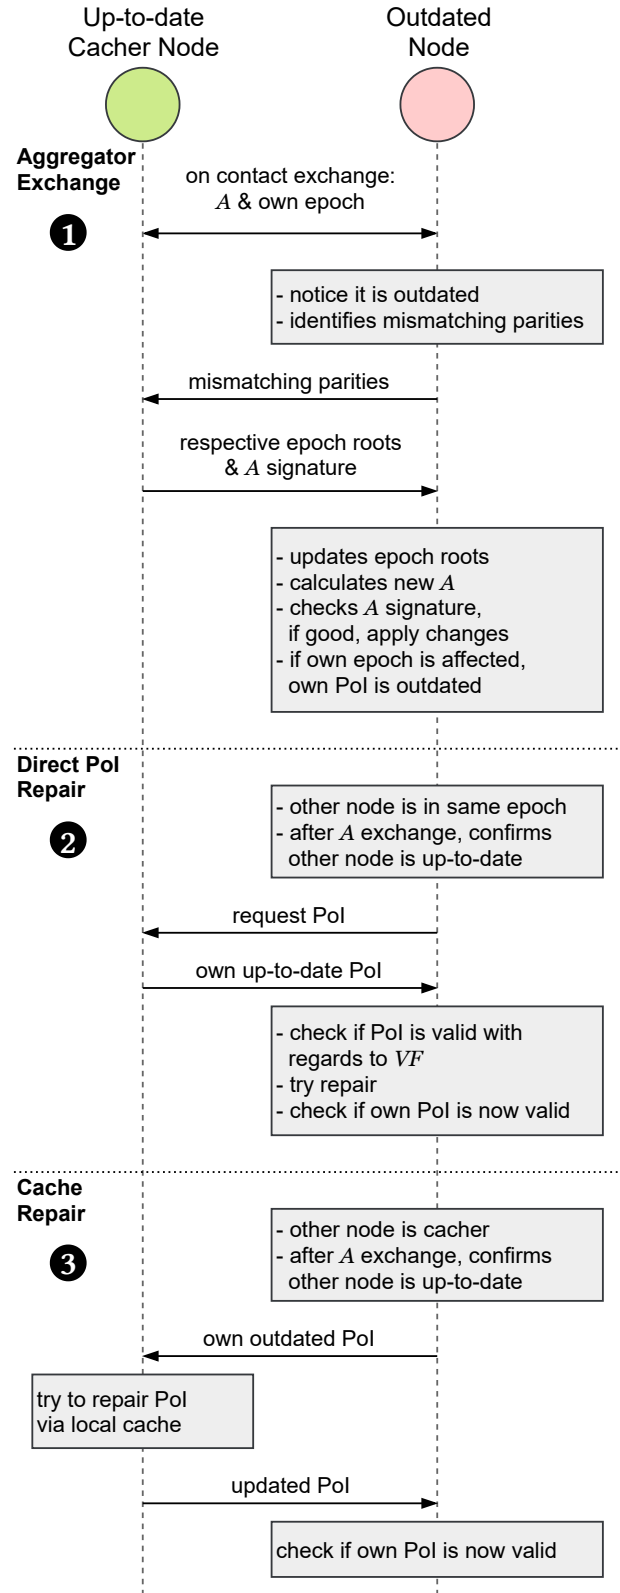 Up-to-date
Cacher Node
Outdated
Node
Aggregator
Exchange
1
on contact exchange:
A & own epoch
- notice it is outdated
- identifies mismatching parities
mismatching parities
respective epoch roots
& A signature
- updates epoch roots
- calculates new A
- checks A signature,
if good, apply changes
- if own epoch is affected,
own PoI is outdated
Direct PoI
Repair
2
- other node is in same epoch
- after A exchange, confirms
other node is up-to-date
request PoI
own up-to-date PoI
- check if PoI is valid with
regards to VF
- try repair
- check if own PoI is now valid
Cache
Repair
3
- other node is cacher
- after A exchange, confirms
other node is up-to-date
own outdated PoI
try to repair PoI
via local cache
updated PoI
check if own PoI is now valid